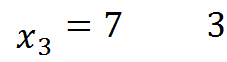 x₃ = 7 3